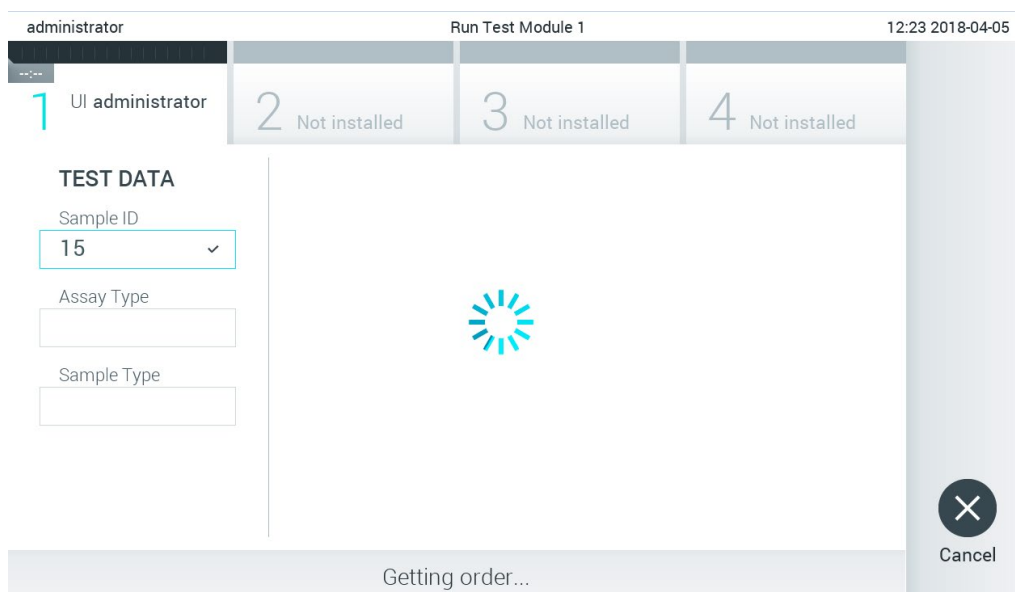 administrator Run Test Module 1 12:23 2018-04-05
--:--
1 UI administrator 2 Not installed 3 Not installed 4 Not installed
TEST DATA
Sample ID
15
Assay Type
Sample Type
Cancel
Getting order...